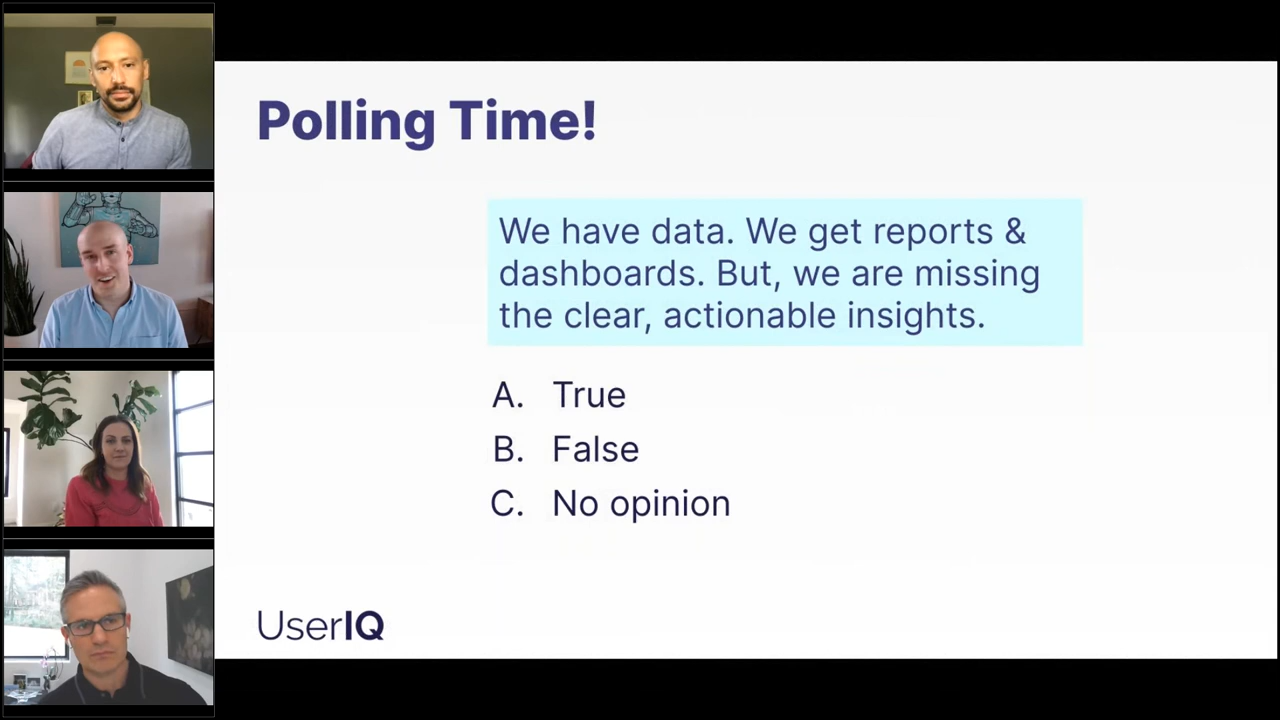 Polling Time!
We have data. We get reports &
dashboards. But, we are missing
the clear, actionable insights.
A. True
B. False
C. No opinion
UserIQ